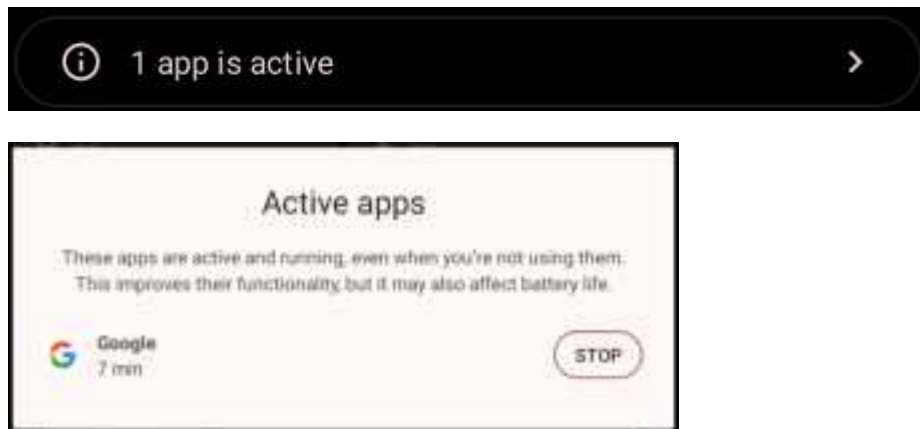 1 app is active
Active apps
These apps are active and running, even when you're not using them.
This improves their functionality, but it may also affect battery life.
Google
7 min
STOP